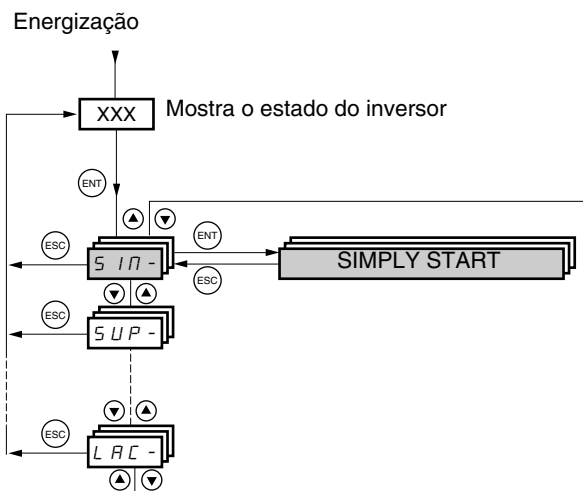 Energização
XXX
Mostra o estado do inversor
ENT
ESC
ENT
SIM-
SIMPLY START
ESC
ESC
SUP-
ESC
LAC-